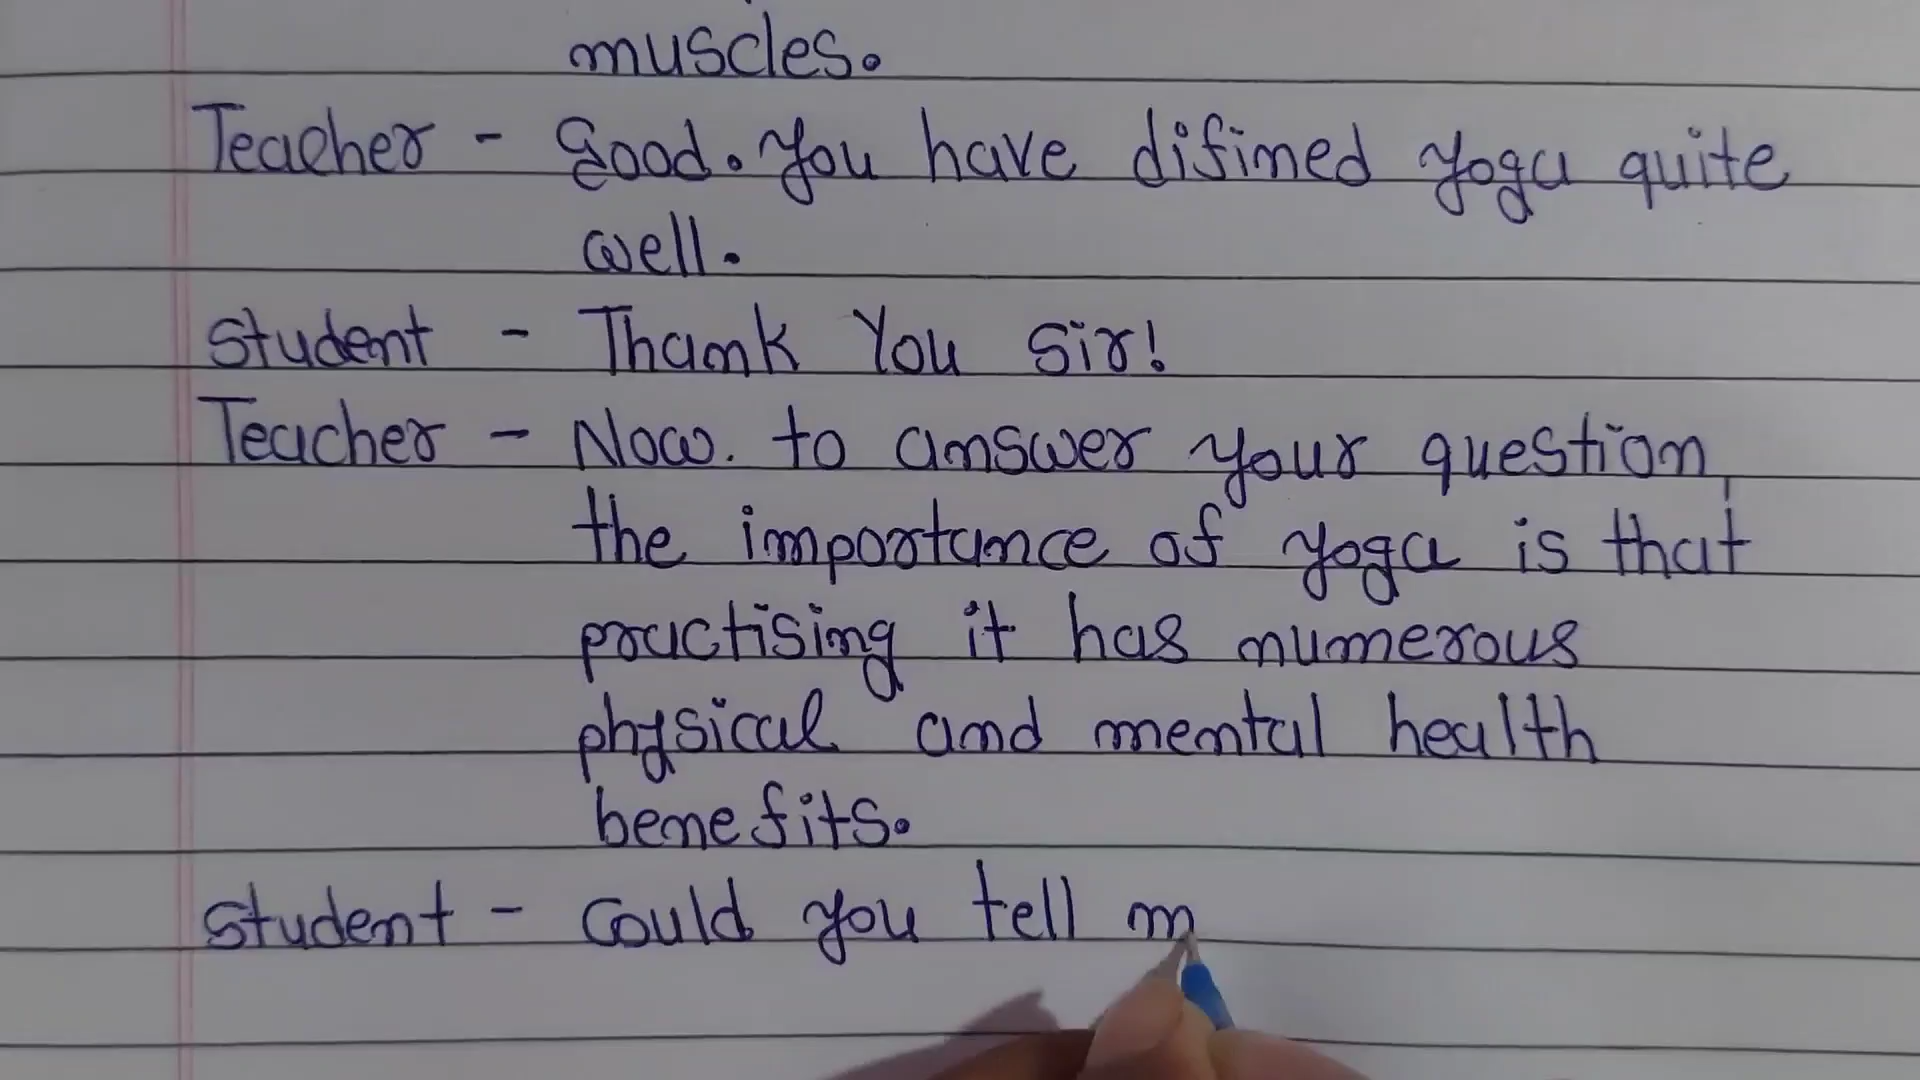 muscles.
Teacher - Good. You have difined yoga quite
well.
Student - Thank You Sir!
Teacher - Now. to answer your question,
the importance of yoga is that
practising it has numerous
physical and mental health
benefits.
Student - Could you tell m